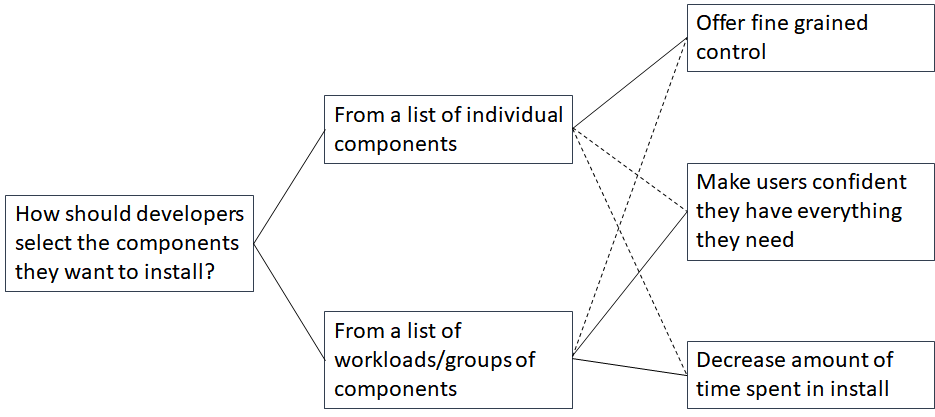 How should developers
select the components
they want to install?
From a list of individual
components
From a list of
workloads/groups of
components
Offer fine grained
control
Make users confident
they have everything
they need
Decrease amount of
time spent in install